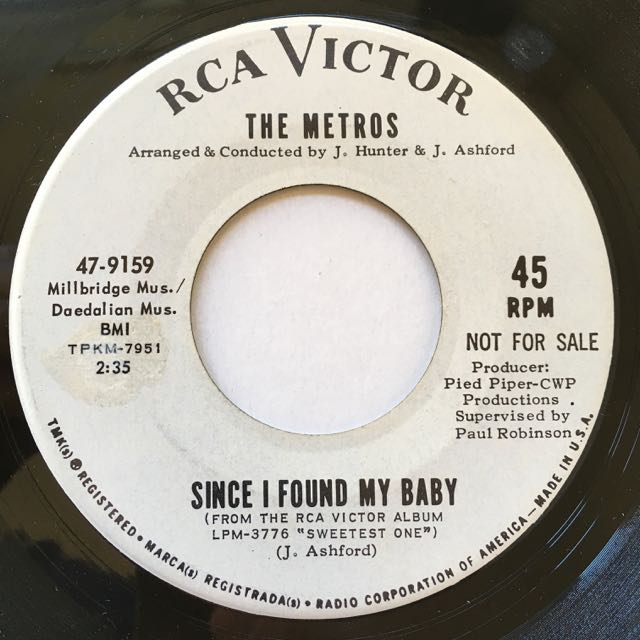 RCA VICTOR
THE METROS
Arranged & Conducted by J. Hunter & J. Ashford
47-9159
Millbridge Mus./
Daedalian Mus.
BMI
TPKM-7951
2:35
45
RPM
NOT FOR SALE
Producer:
Pied Piper-CWP
Productions .
Supervised by
Paul Robinson
SINCE I FOUND MY BABY
(FROM THE RCA VICTOR ALBUM
LPM-3776 "SWEETEST ONE")
(J. Ashford)
TMK(s) ® REGISTERED • MARCA(s) REGISTRADA(s) • RADIO CORPORATION OF AMERICA—MADE IN U.S.A.